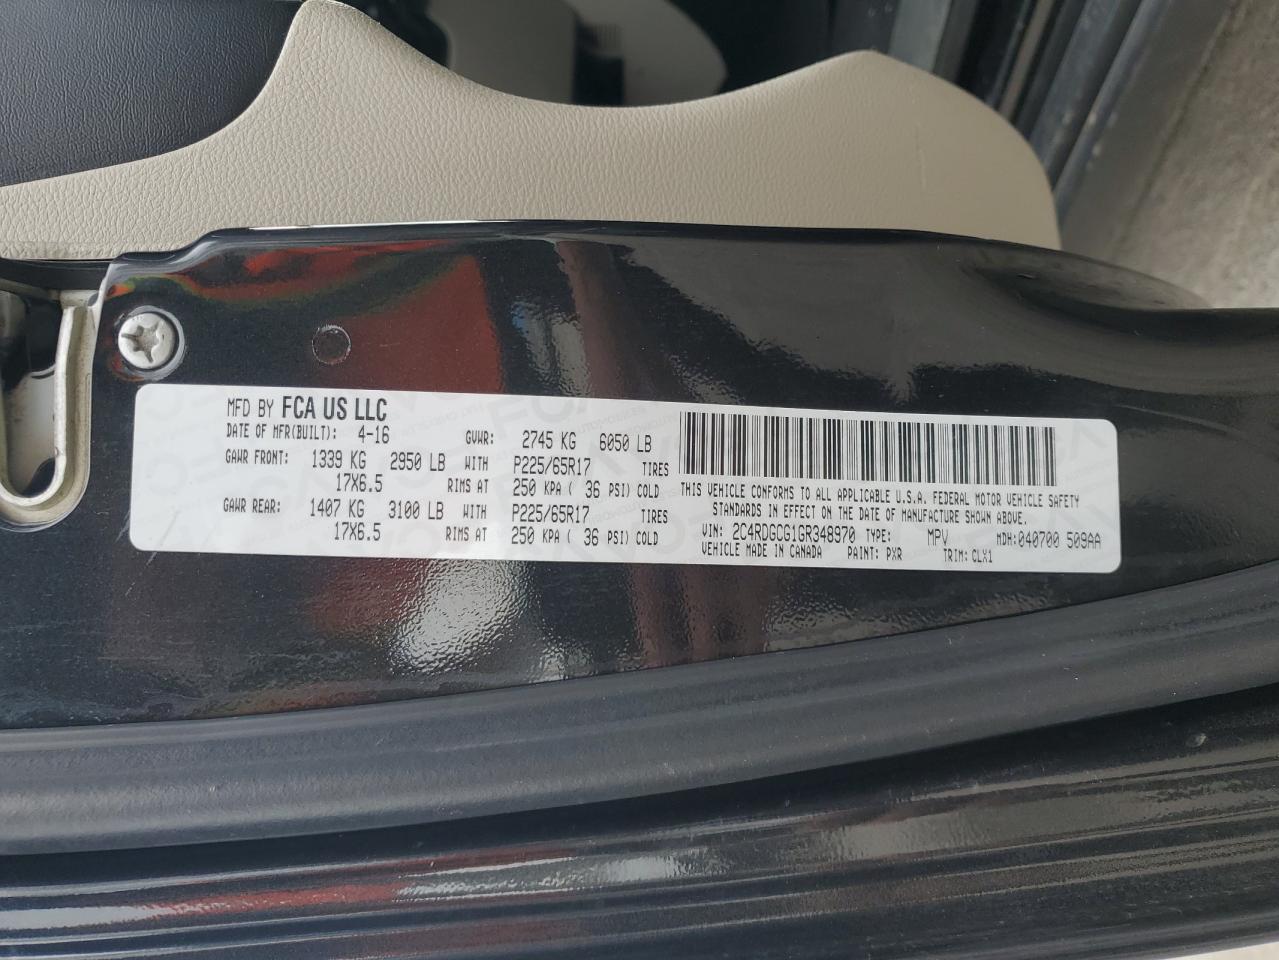 MFD BY FCA US LLC
DATE OF MFR(BUILT): 4-16 GVWR: 2745 KG 6050 LB
GAWR FRONT: 1339 KG 2950 LB WITH P225/65R17 TIRES
17X6.5 RIMS AT 250 KPA ( 36 PSI) COLD
GAWR REAR: 1407 KG 3100 LB WITH P225/65R17 TIRES
17X6.5 RIMS AT 250 KPA ( 36 PSI) COLD
THIS VEHICLE CONFORMS TO ALL APPLICABLE U.S.A. FEDERAL MOTOR VEHICLE SAFETY
STANDARDS IN EFFECT ON THE DATE OF MANUFACTURE SHOWN ABOVE.
VIN: 2C4RDGCG1GR348970 TYPE: MPV MDH:040700 509AA
VEHICLE MADE IN CANADA PAINT: PXR TRIM: CLX1